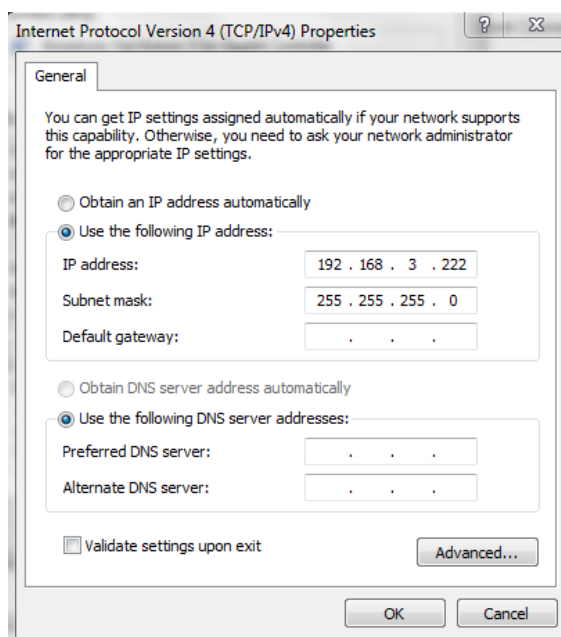 Internet Protocol Version 4 (TCP/IPv4) Properties
?
General
You can get IP settings assigned automatically if your network supports
this capability. Otherwise, you need to ask your network administrator
for the appropriate IP settings.
Obtain an IP address automatically
Use the following IP address:
IP address: 192 . 168 . 3 . 222
Subnet mask: 255 . 255 . 255 . 0
Default gateway: . . .
Obtain DNS server address automatically
Use the following DNS server addresses:
Preferred DNS server: . . .
Alternate DNS server: . . .
Validate settings upon exit
Advanced...
OK Cancel